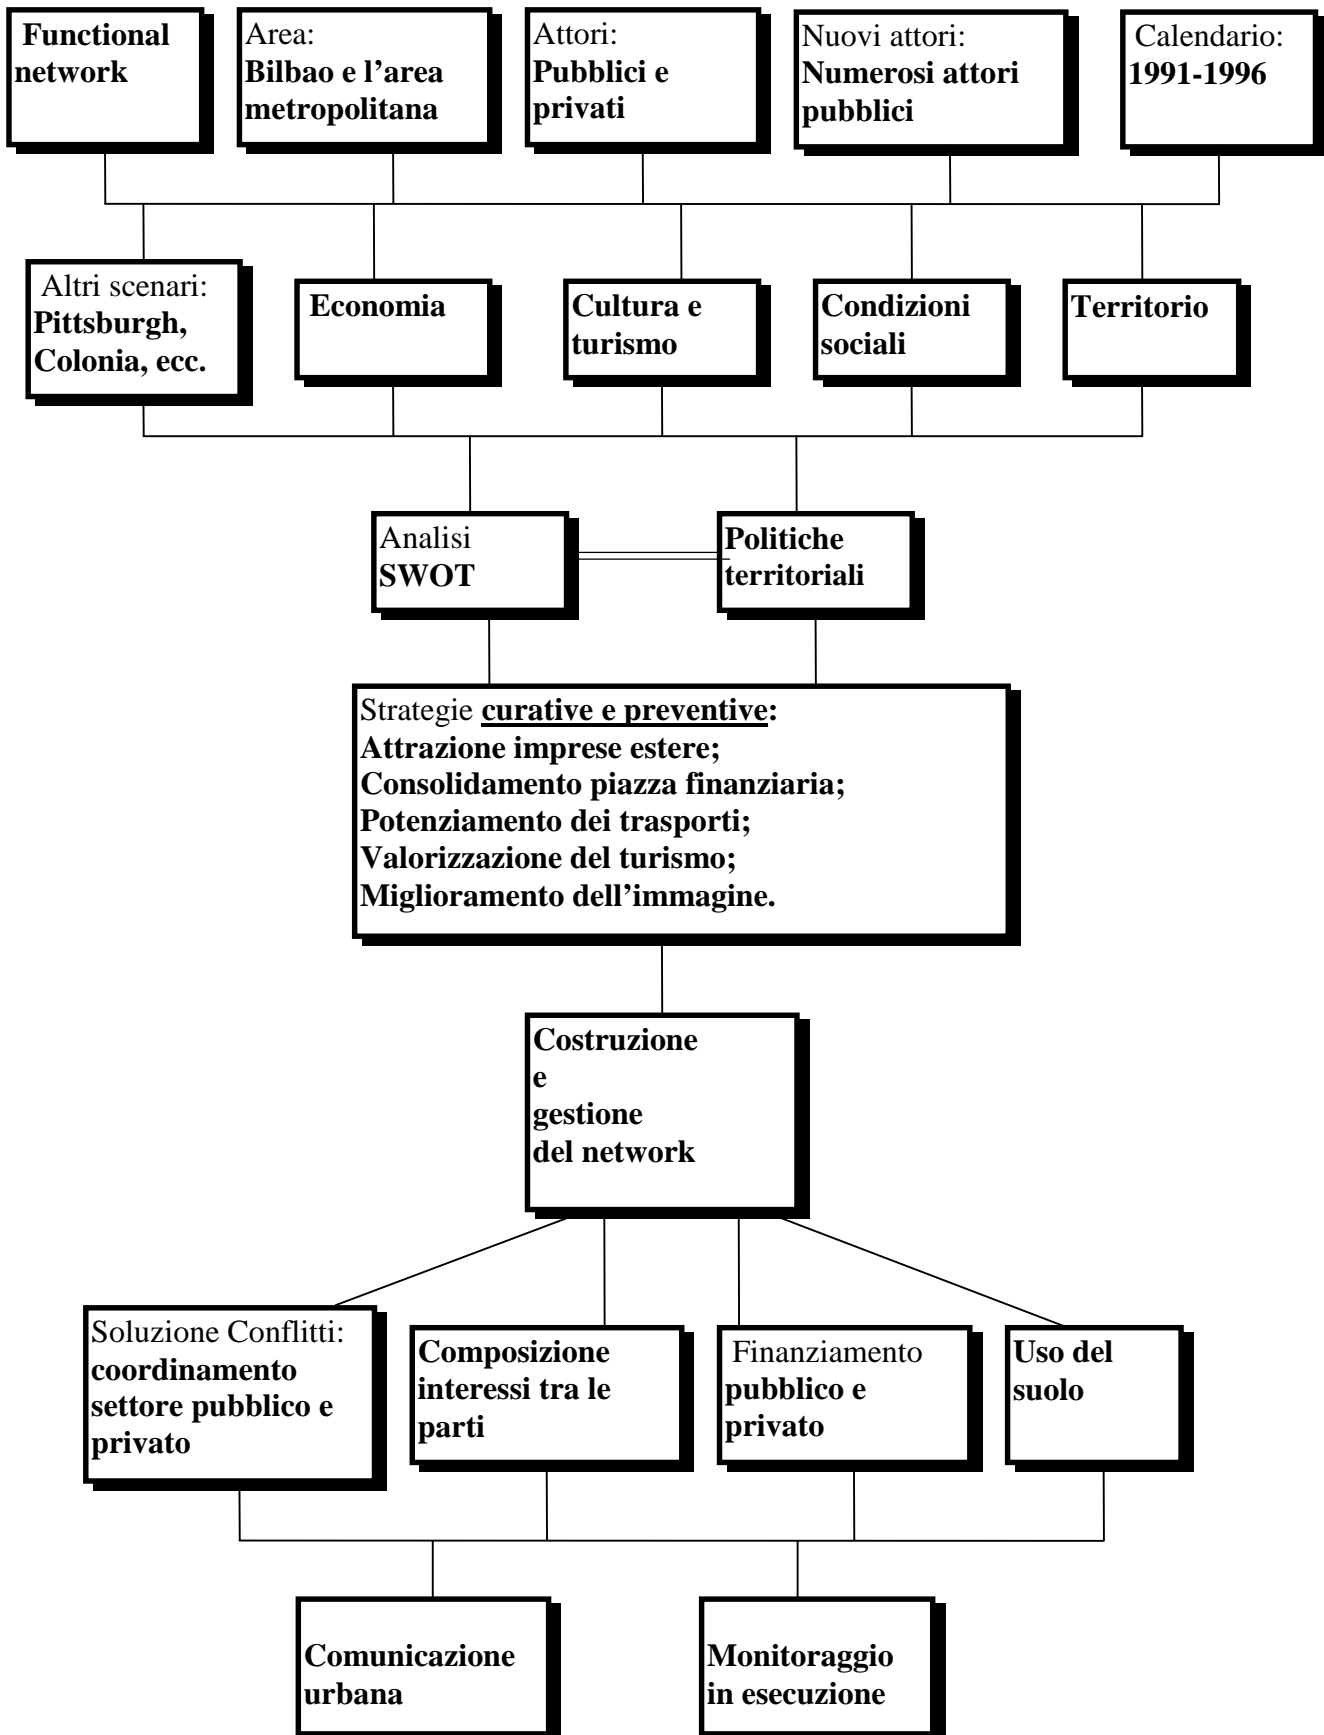 Functional
network
Area:
Bilbao e l'area
metropolitana
Attori:
Pubblici e
privati
Nuovi attori:
Numerosi attori
pubblici
Calendario:
1991-1996
Altri scenari:
Pittsburgh,
Colonia, ecc.
Economia
Cultura e
turismo
Condizioni
sociali
Territorio
Analisi
SWOT
Politiche
territoriali
Strategie curative e preventive:
Attrazione imprese estere;
Consolidamento piazza finanziaria;
Potenziamento dei trasporti;
Valorizzazione del turismo;
Miglioramento dell'immagine.
Costruzione
e
gestione
del network
Soluzione Conflitti:
coordinamento
settore pubblico e
privato
Composizione
interessi tra le
parti
Finanziamento
pubblico e
privato
Uso del
suolo
Comunicazione
urbana
Monitoraggio
in esecuzione